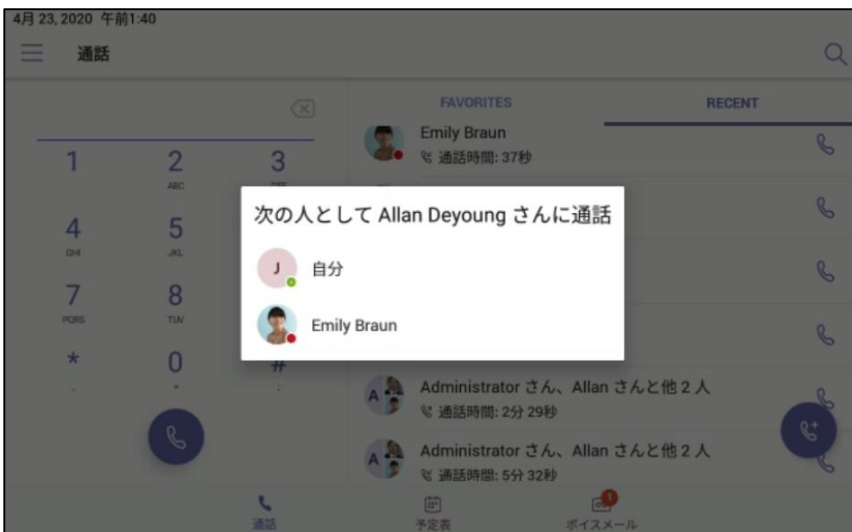 4月 23, 2020 午前1:40
通話
FAVORITES
RECENT
Emily Braun
通話時間: 37秒
1
2
ABC
3
DEF
4
GHI
5
JKL
7
PQRS
8
TUV
*
0
+
#
次の人として Allan Deyoung さんに通話
J
自分
Emily Braun
A
Administrator さん、Allan さんと他 2 人
通話時間: 2分 29秒
A
Administrator さん、Allan さんと他 2 人
通話時間: 5分 32秒
通話
予定表
1
ボイスメール